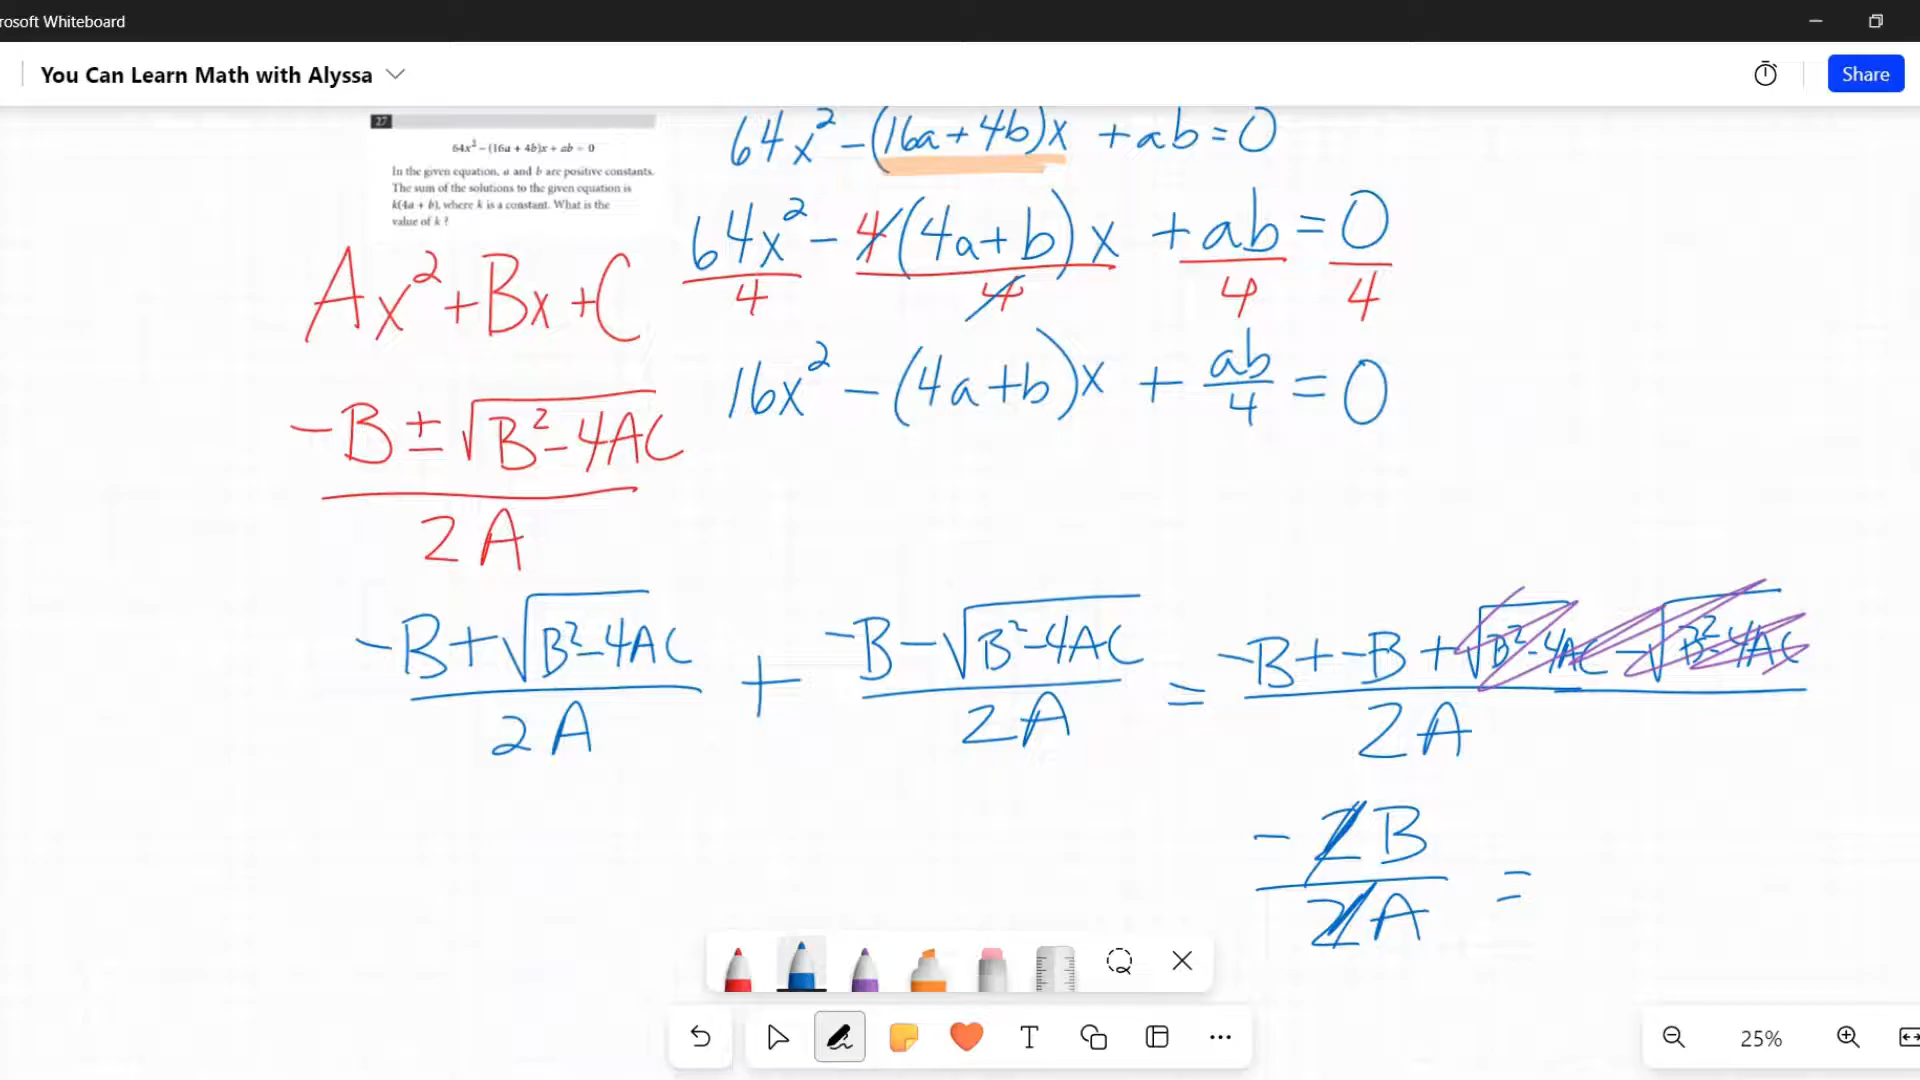 rosoft Whiteboard
You Can Learn Math with Alyssa
Share
27
64x² − (16a + 4b)x + ab = 0
In the given equation, a and b are positive constants.
The sum of the solutions to the given equation is
k(4a + b), where k is a constant. What is the
value of k ?
64x² − (16a + 4b)x + ab = 0
64x² − 4(4a + b)x + ab = 0
4 4 4 4
16x² − (4a + b)x + ab/4 = 0
Ax² + Bx + C
−B ± √B² − 4AC
2A
−B + √B² − 4AC + −B − √B² − 4AC = −B + −B + √B² − 4AC − √B² − 4AC
2A 2A 2A
−2B =
2A
T
25%